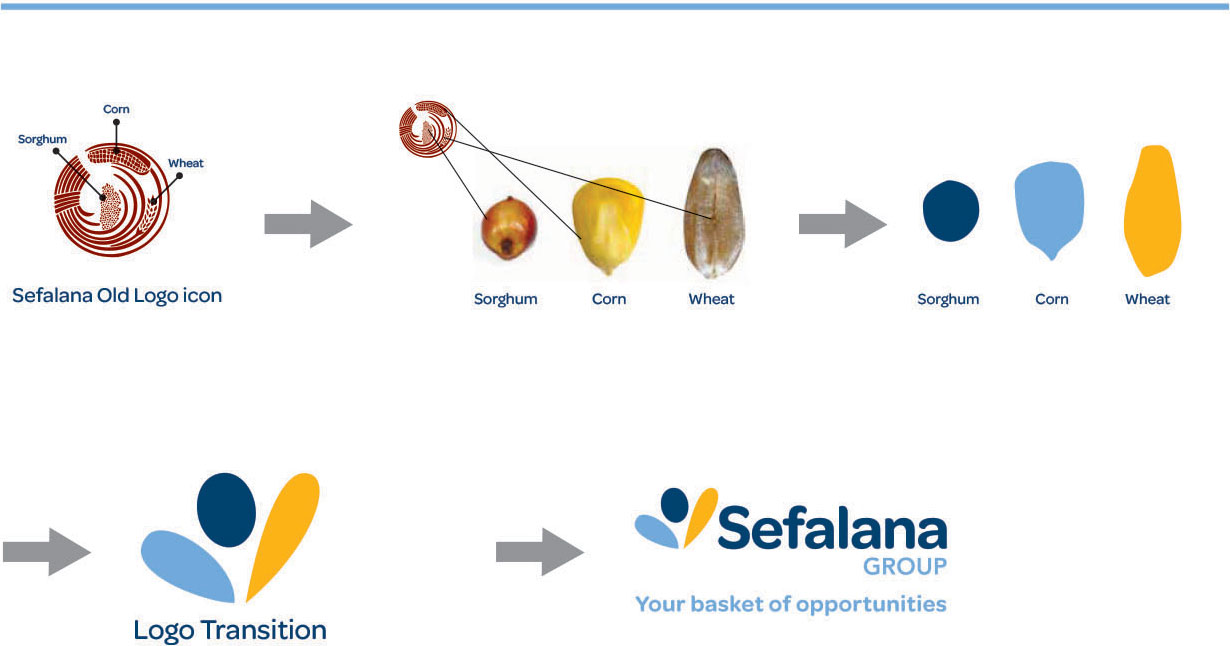 Corn
Sorghum
Wheat
Sefalana Old Logo icon
Sorghum
Corn
Wheat
Sorghum
Corn
Wheat
Logo Transition
Sefalana
GROUP
Your basket of opportunities